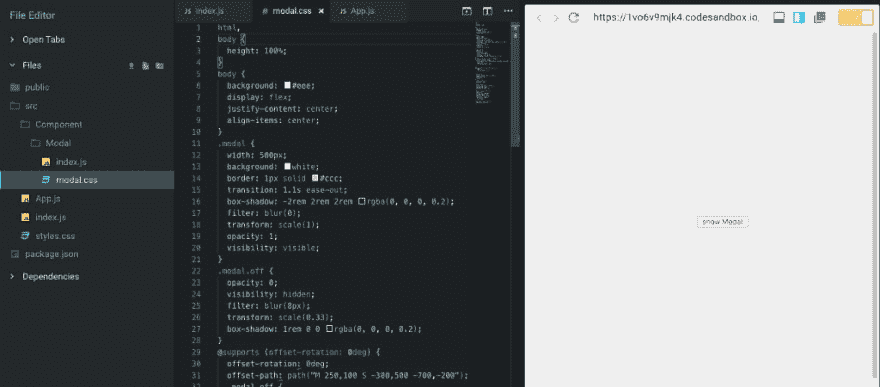 File Editor
Open Tabs
Files
public
src
Component
Modal
index.js
modal.css
App.js
index.js
styles.css
package.json
Dependencies
index.js
modal.css ×
App.js
1 html,
2 body {
3 height: 100%;
4 }
5 body {
6 background: #eee;
7 display: flex;
8 justify-content: center;
9 align-items: center;
10 }
11 .modal {
12 width: 500px;
13 background: white;
14 border: 1px solid #ccc;
15 transition: 1.1s ease-out;
16 box-shadow: -2rem 2rem 2rem rgba(0, 0, 0, 0.2);
17 filter: blur(0);
18 transform: scale(1);
19 opacity: 1;
20 visibility: visible;
21 }
22 .modal.off {
23 opacity: 0;
24 visibility: hidden;
25 filter: blur(8px);
26 transform: scale(0.33);
27 box-shadow: 1rem 0 0 rgba(0, 0, 0, 0.2);
28 }
29 @supports (offset-rotation: 0deg) {
30 offset-rotation: 0deg;
31 offset-path: path("M 250,100 S -300,500 -700,-200");
32 .modal.off {
https://1vo6v9mjk4.codesandbox.io
show Modal